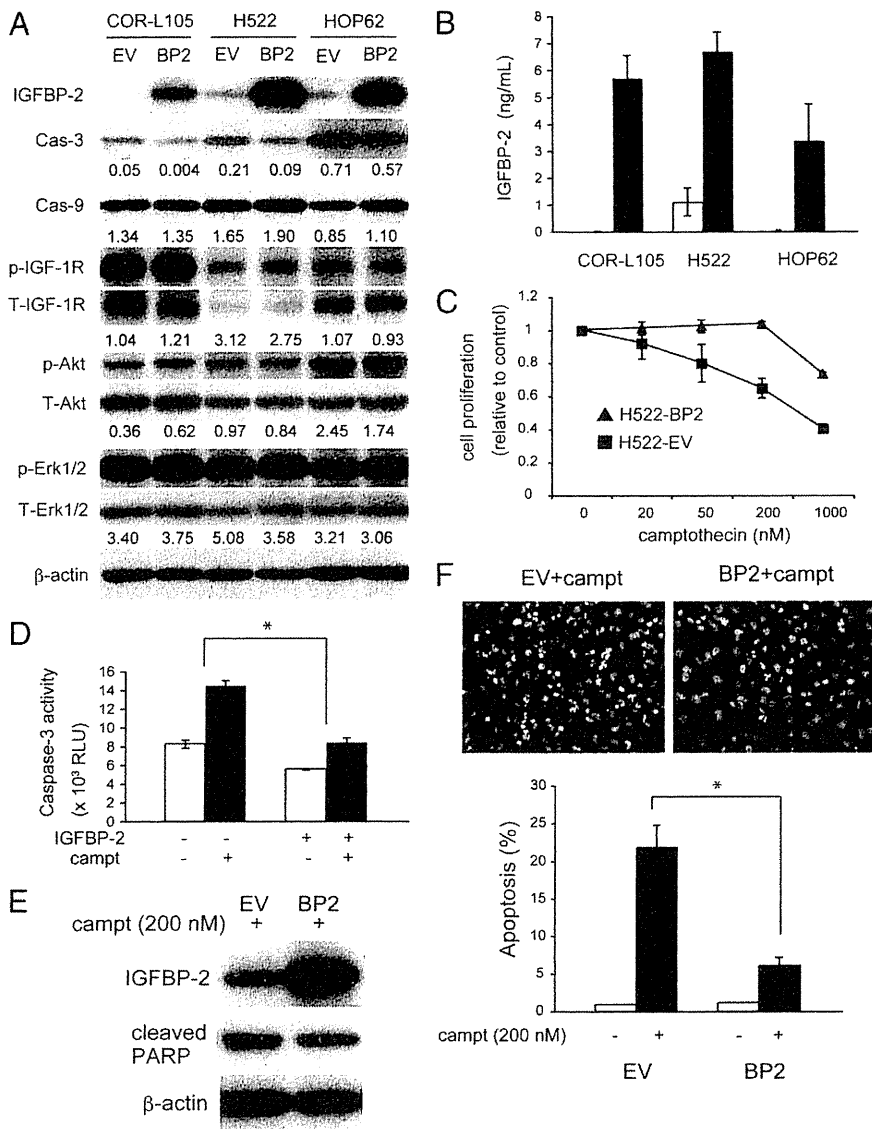 A
COR-L105 H522 HOP62
EV BP2 EV BP2 EV BP2
IGFBP-2
Cas-3
0.05 0.004 0.21 0.09 0.71 0.57
Cas-9
1.34 1.35 1.65 1.90 0.85 1.10
p-IGF-1R
T-IGF-1R
1.04 1.21 3.12 2.75 1.07 0.93
p-Akt
T-Akt
0.36 0.62 0.97 0.84 2.45 1.74
p-Erk1/2
T-Erk1/2
3.40 3.75 5.08 3.58 3.21 3.06
β-actin
B
IGFBP-2 (ng/mL)
8
7
6
5
4
3
2
1
0
COR-L105 H522 HOP62
C
cell proliferation
(relative to control)
1.2
1
0.8
0.6
0.4
0.2
0
H522-BP2
H522-EV
0 20 50 200 1000
camptothecin (nM)
D
Caspase-3 activity
(x 10³ RLU)
16
14
12
10
8
6
4
2
0
*
IGFBP-2 - - + +
campt - + - +
E
EV BP2
campt (200 nM) + +
IGFBP-2
cleaved
PARP
β-actin
F
EV+campt BP2+campt
Apoptosis (%)
30
25
20
15
10
5
0
*
campt (200 nM) - + - +
EV BP2